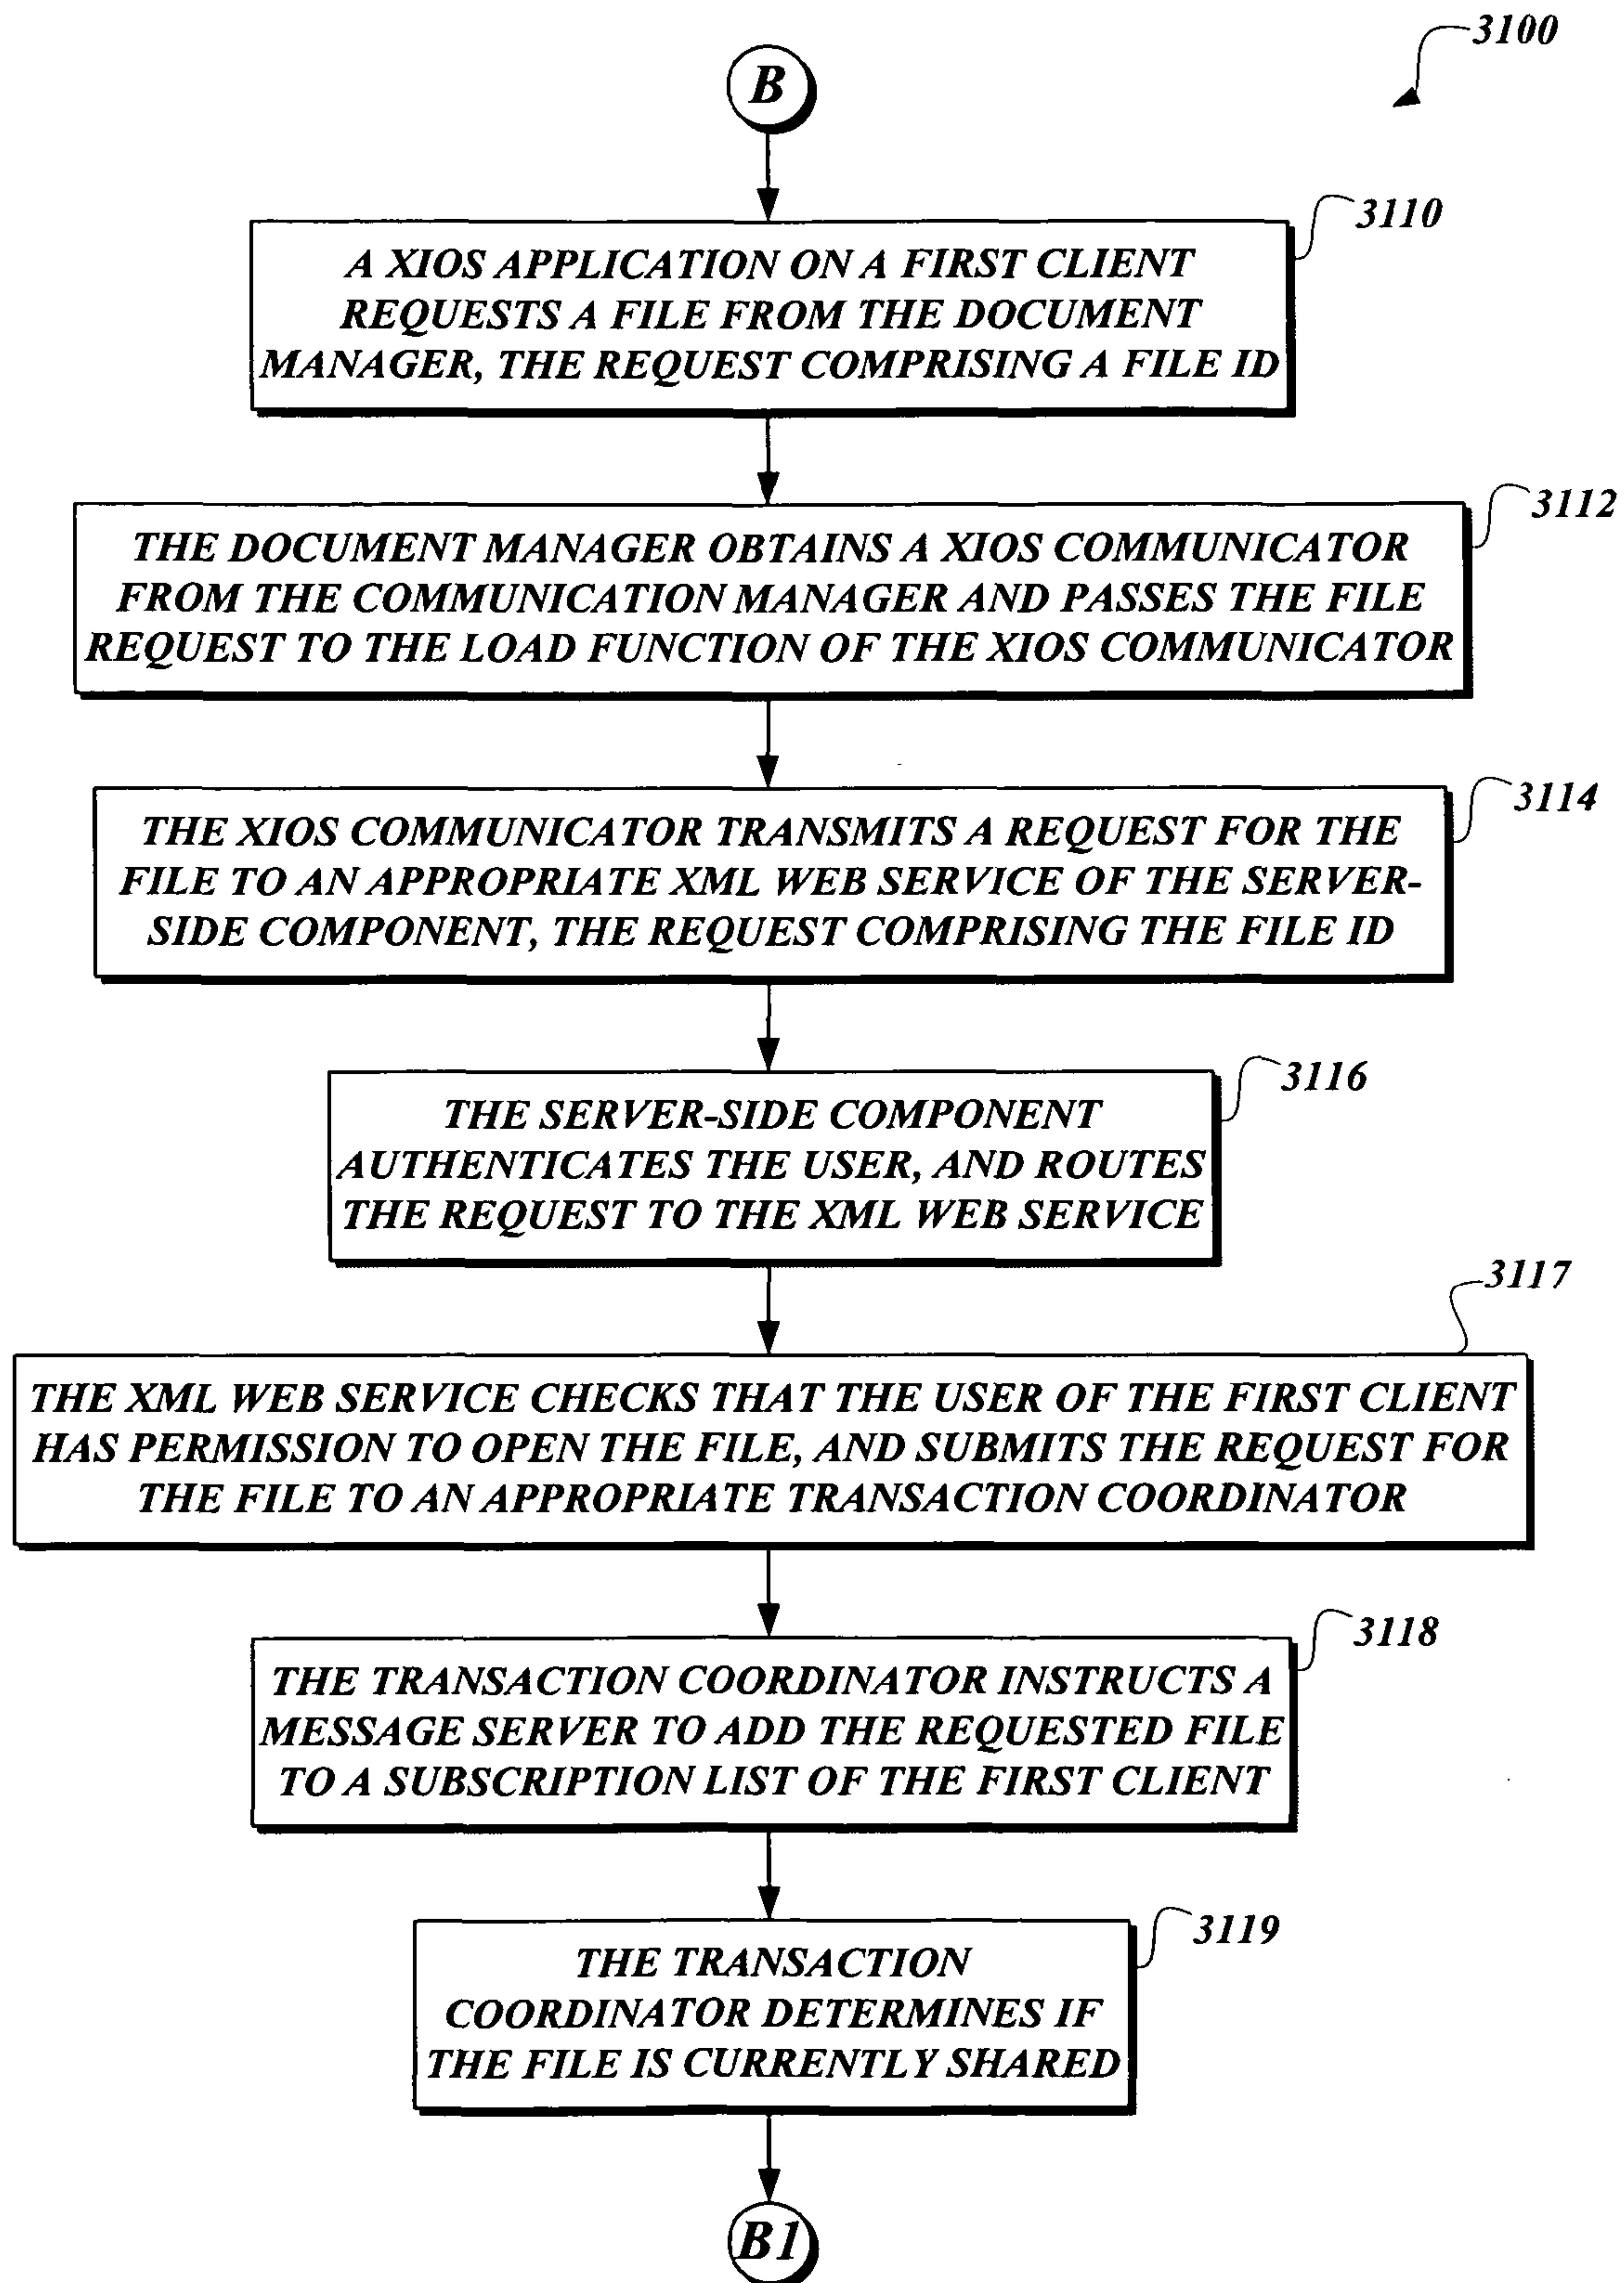 3100
B
3110
A XIOS APPLICATION ON A FIRST CLIENT
REQUESTS A FILE FROM THE DOCUMENT
MANAGER, THE REQUEST COMPRISING A FILE ID
3112
THE DOCUMENT MANAGER OBTAINS A XIOS COMMUNICATOR
FROM THE COMMUNICATION MANAGER AND PASSES THE FILE
REQUEST TO THE LOAD FUNCTION OF THE XIOS COMMUNICATOR
3114
THE XIOS COMMUNICATOR TRANSMITS A REQUEST FOR THE
FILE TO AN APPROPRIATE XML WEB SERVICE OF THE SERVER-
SIDE COMPONENT, THE REQUEST COMPRISING THE FILE ID
3116
THE SERVER-SIDE COMPONENT
AUTHENTICATES THE USER, AND ROUTES
THE REQUEST TO THE XML WEB SERVICE
3117
THE XML WEB SERVICE CHECKS THAT THE USER OF THE FIRST CLIENT
HAS PERMISSION TO OPEN THE FILE, AND SUBMITS THE REQUEST FOR
THE FILE TO AN APPROPRIATE TRANSACTION COORDINATOR
3118
THE TRANSACTION COORDINATOR INSTRUCTS A
MESSAGE SERVER TO ADD THE REQUESTED FILE
TO A SUBSCRIPTION LIST OF THE FIRST CLIENT
3119
THE TRANSACTION
COORDINATOR DETERMINES IF
THE FILE IS CURRENTLY SHARED
B1